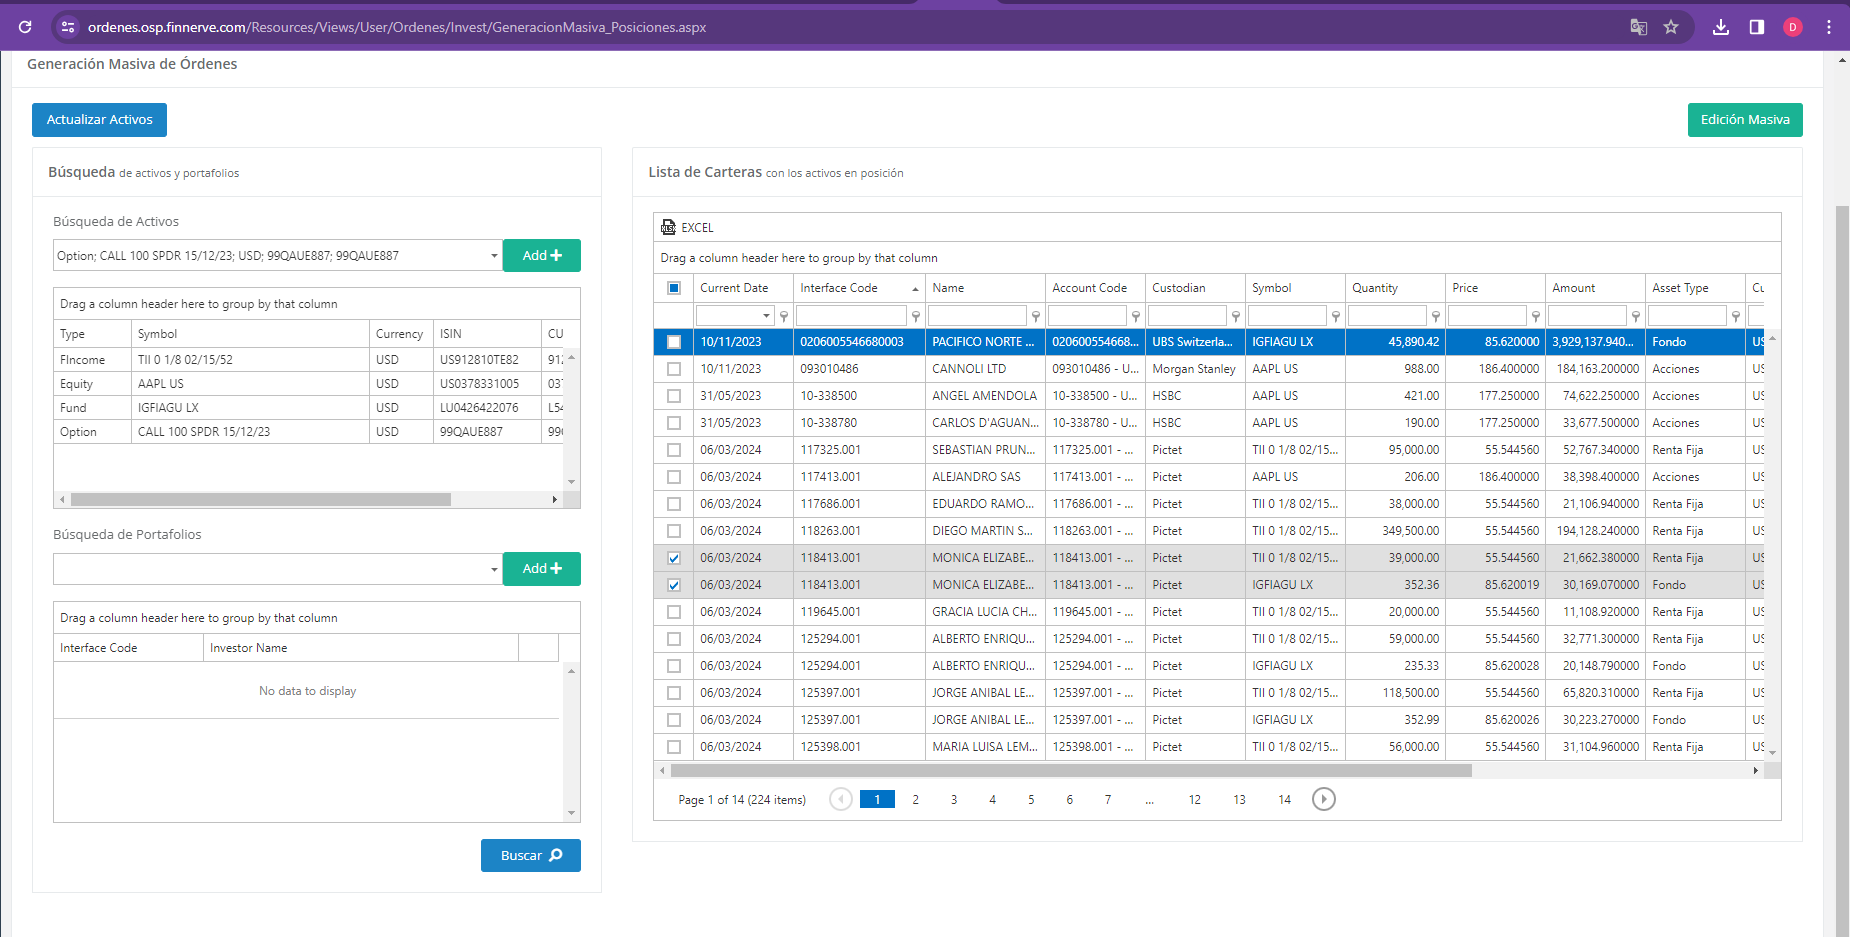 ordenes.osp.finnerve.com/Resources/Views/User/Ordenes/Invest/GeneracionMasiva_Posiciones.aspx
D
Generación Masiva de Órdenes
Actualizar Activos
Edición Masiva
Búsqueda de activos y portafolios
Búsqueda de Activos
Option; CALL 100 SPDR 15/12/23; USD; 99QAUE887; 99QAUE887
Add
Drag a column header here to group by that column
Type Symbol Currency ISIN CU
FIncome TII 0 1/8 02/15/52 USD US912810TE82 912
Equity AAPL US USD US0378331005 037
Fund IGFIAGU LX USD LU0426422076 L54
Option CALL 100 SPDR 15/12/23 USD 99QAUE887 99
Búsqueda de Portafolios
Add
Drag a column header here to group by that column
Interface Code Investor Name
No data to display
Buscar
Lista de Carteras con los activos en posición
XLSX EXCEL
Drag a column header here to group by that column
Current Date Interface Code Name Account Code Custodian Symbol Quantity Price Amount Asset Type Cu
10/11/2023 0206005546680003 PACIFICO NORTE ... 020600554668... UBS Switzerla... IGFIAGU LX 45,890.42 85.620000 3,929,137.940... Fondo
10/11/2023 093010486 CANNOLI LTD 093010486 - U... Morgan Stanley AAPL US 988.00 186.400000 184,163.200000 Acciones US
31/05/2023 10-338500 ANGEL AMENDOLA 10-338500 - U... HSBC AAPL US 421.00 177.250000 74,622.250000 Acciones US
31/05/2023 10-338780 CARLOS D'AGUAN... 10-338780 - U... HSBC AAPL US 190.00 177.250000 33,677.500000 Acciones US
06/03/2024 117325.001 SEBASTIAN PRUN... 117325.001 - ... Pictet TII 0 1/8 02/15... 95,000.00 55.544560 52,767.340000 Renta Fija US
06/03/2024 117413.001 ALEJANDRO SAS 117413.001 - ... Pictet AAPL US 206.00 186.400000 38,398.400000 Acciones US
06/03/2024 117686.001 EDUARDO RAMO... 117686.001 - ... Pictet TII 0 1/8 02/15... 38,000.00 55.544560 21,106.940000 Renta Fija US
06/03/2024 118263.001 DIEGO MARTIN S... 118263.001 - ... Pictet TII 0 1/8 02/15... 349,500.00 55.544560 194,128.240000 Renta Fija US
06/03/2024 118413.001 MONICA ELIZABE... 118413.001 - ... Pictet TII 0 1/8 02/15... 39,000.00 55.544560 21,662.380000 Renta Fija US
06/03/2024 118413.001 MONICA ELIZABE... 118413.001 - ... Pictet IGFIAGU LX 352.36 85.620019 30,169.070000 Fondo US
06/03/2024 119645.001 GRACIA LUCIA CH... 119645.001 - ... Pictet TII 0 1/8 02/15... 20,000.00 55.544560 11,108.920000 Renta Fija US
06/03/2024 125294.001 ALBERTO ENRIQU... 125294.001 - ... Pictet TII 0 1/8 02/15... 59,000.00 55.544560 32,771.300000 Renta Fija US
06/03/2024 125294.001 ALBERTO ENRIQU... 125294.001 - ... Pictet IGFIAGU LX 235.33 85.620028 20,148.790000 Fondo US
06/03/2024 125397.001 JORGE ANIBAL LE... 125397.001 - ... Pictet TII 0 1/8 02/15... 118,500.00 55.544560 65,820.310000 Renta Fija US
06/03/2024 125397.001 JORGE ANIBAL LE... 125397.001 - ... Pictet IGFIAGU LX 352.99 85.620026 30,223.270000 Fondo US
06/03/2024 125398.001 MARIA LUISA LEM... 125398.001 - ... Pictet TII 0 1/8 02/15... 56,000.00 55.544560 31,104.960000 Renta Fija US
Page 1 of 14 (224 items) 1 2 3 4 5 6 7 ... 12 13 14